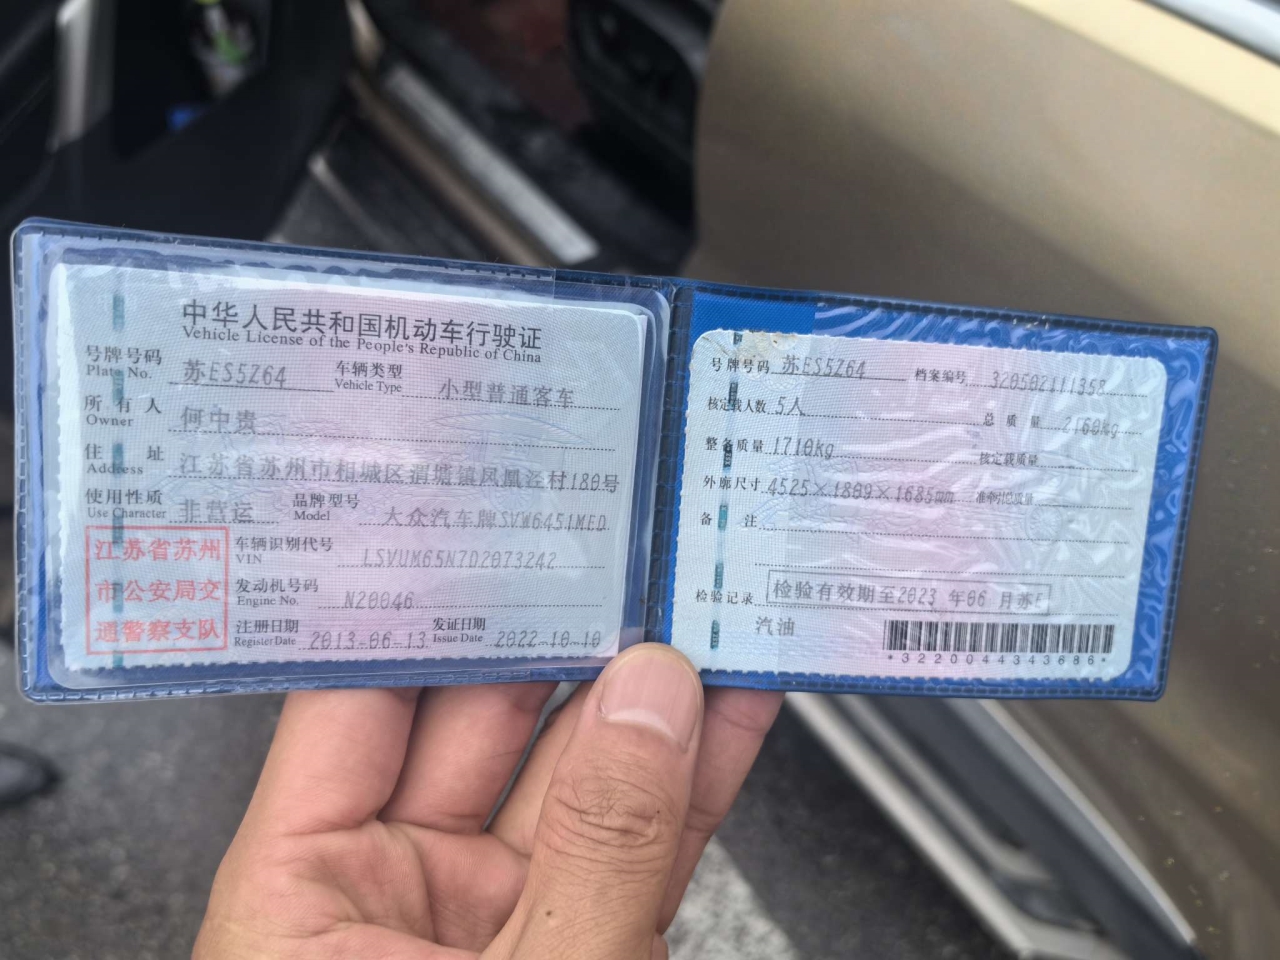 中华人民共和国机动车行驶证
Vehicle License of the People's Republic of China
号牌号码 苏ES5Z64 车辆类型 小型普通客车
Plate No. Vehicle Type
所有人 何中贵
Owner
住址 江苏省苏州市相城区渭塘镇凤凰泾村180号
Address
使用性质 非营运 品牌型号 大众汽车牌SVW6451MED
Use Character Model
江苏省苏州
市公安局交
通警察支队
车辆识别代号 LSVUM65N7D2073242
VIN
发动机号码 N20046
Engine No.
注册日期 2013-06-13 发证日期 2022-10-10
Register Date Issue Date
号牌号码 苏ES5Z64 档案编号 320502111358
核定载人数 5人 总质量 2160kg
整备质量 1710kg 核定载质量
外廓尺寸 4525×1809×1685mm 准牵引总质量
备注
检验记录 检验有效期至2023年06月苏E
汽油
*3220044343686*